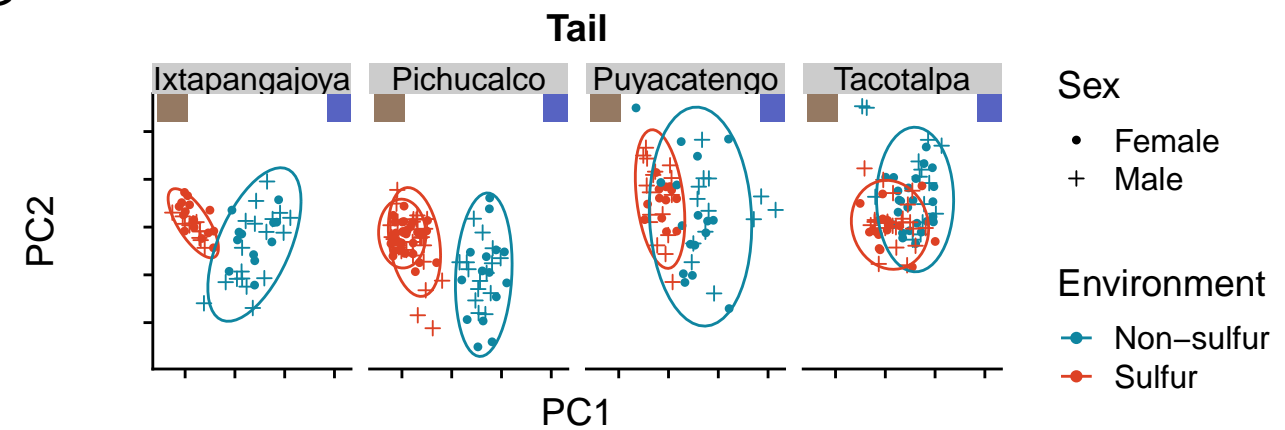 Tail
Ixtapangajoya Pichucalco Puyacatengo Tacotalpa
PC2
PC1
Sex
Female
Male
Environment
Non−sulfur
Sulfur